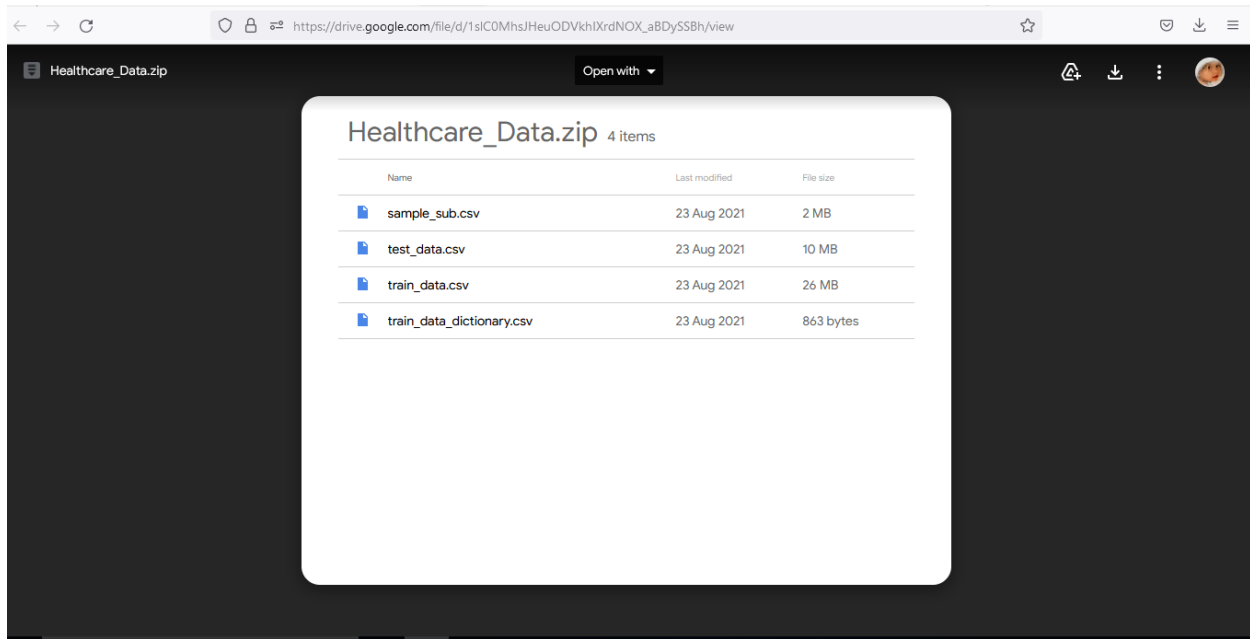 https://drive.google.com/file/d/1slC0MhsJHeuODVkhlXrdNOX_aBDySSBh/view
Healthcare_Data.zip
Open with
Healthcare_Data.zip 4 items
Name Last modified File size
sample_sub.csv 23 Aug 2021 2 MB
test_data.csv 23 Aug 2021 10 MB
train_data.csv 23 Aug 2021 26 MB
train_data_dictionary.csv 23 Aug 2021 863 bytes